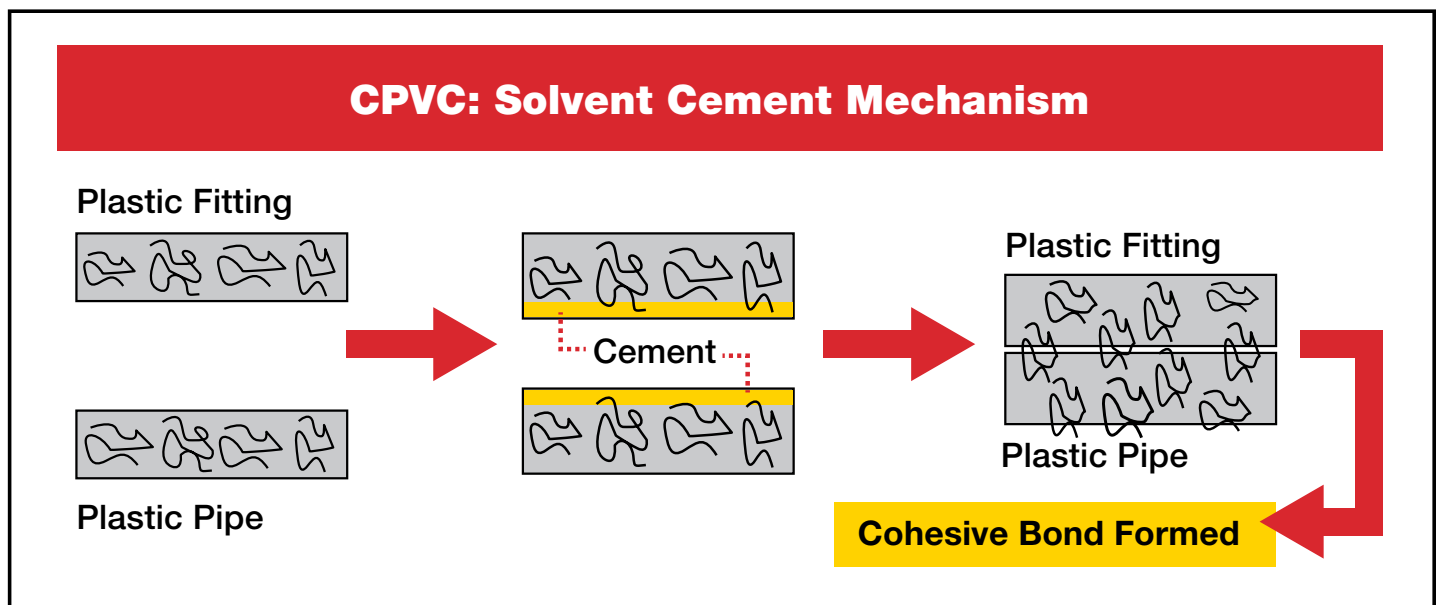 CPVC: Solvent Cement Mechanism
Plastic Fitting
Plastic Pipe
Cement
Plastic Fitting
Plastic Pipe
Cohesive Bond Formed